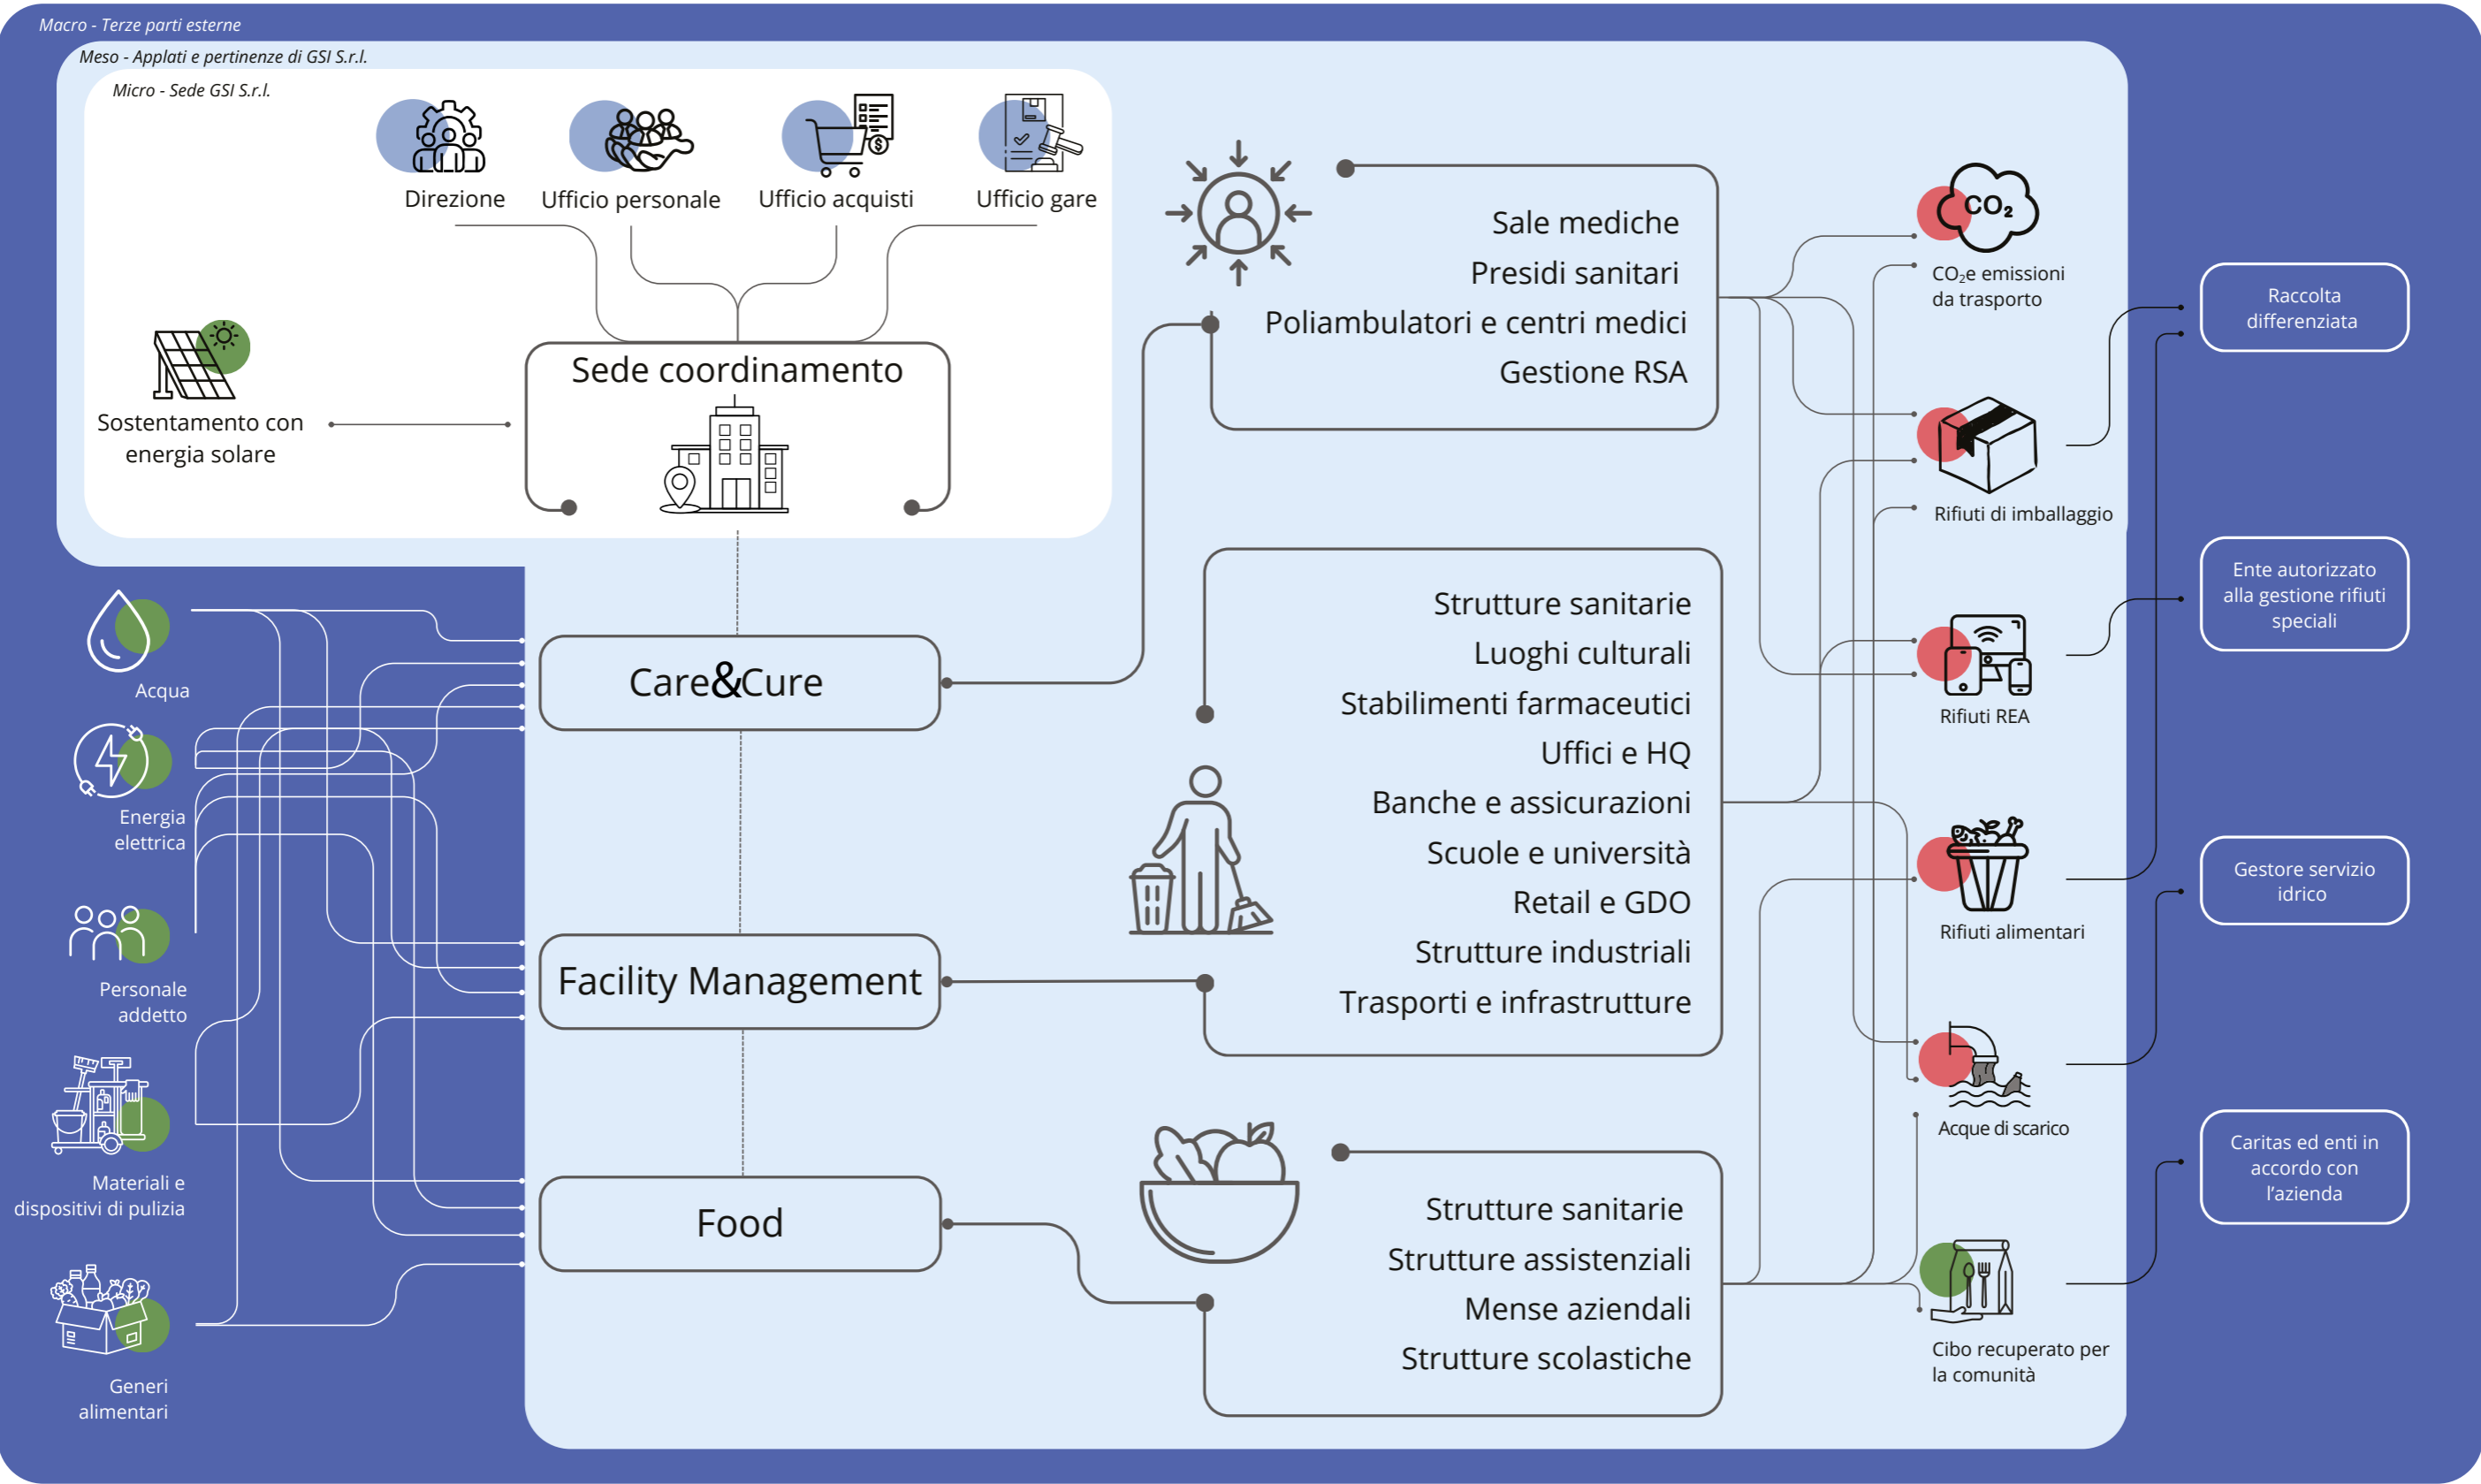 Macro - Terze parti esterne
Meso - Applati e pertinenze di GSI S.r.l.
Micro - Sede GSI S.r.l.
Direzione
Ufficio personale
Ufficio acquisti
Ufficio gare
Sostentamento con
energia solare
Sede coordinamento
Acqua
Energia
elettrica
Personale
addetto
Materiali e
dispositivi di pulizia
Generi
alimentari
Care&Cure
Facility Management
Food
Sale mediche
Presidi sanitari
Poliambulatori e centri medici
Gestione RSA
Strutture sanitarie
Luoghi culturali
Stabilimenti farmaceutici
Uffici e HQ
Banche e assicurazioni
Scuole e università
Retail e GDO
Strutture industriali
Trasporti e infrastrutture
Strutture sanitarie
Strutture assistenziali
Mense aziendali
Strutture scolastiche
CO₂
CO₂e emissioni
da trasporto
Rifiuti di imballaggio
Rifiuti REA
Rifiuti alimentari
Acque di scarico
Cibo recuperato per
la comunità
Raccolta
differenziata
Ente autorizzato
alla gestione rifiuti
speciali
Gestore servizio
idrico
Caritas ed enti in
accordo con
l'azienda